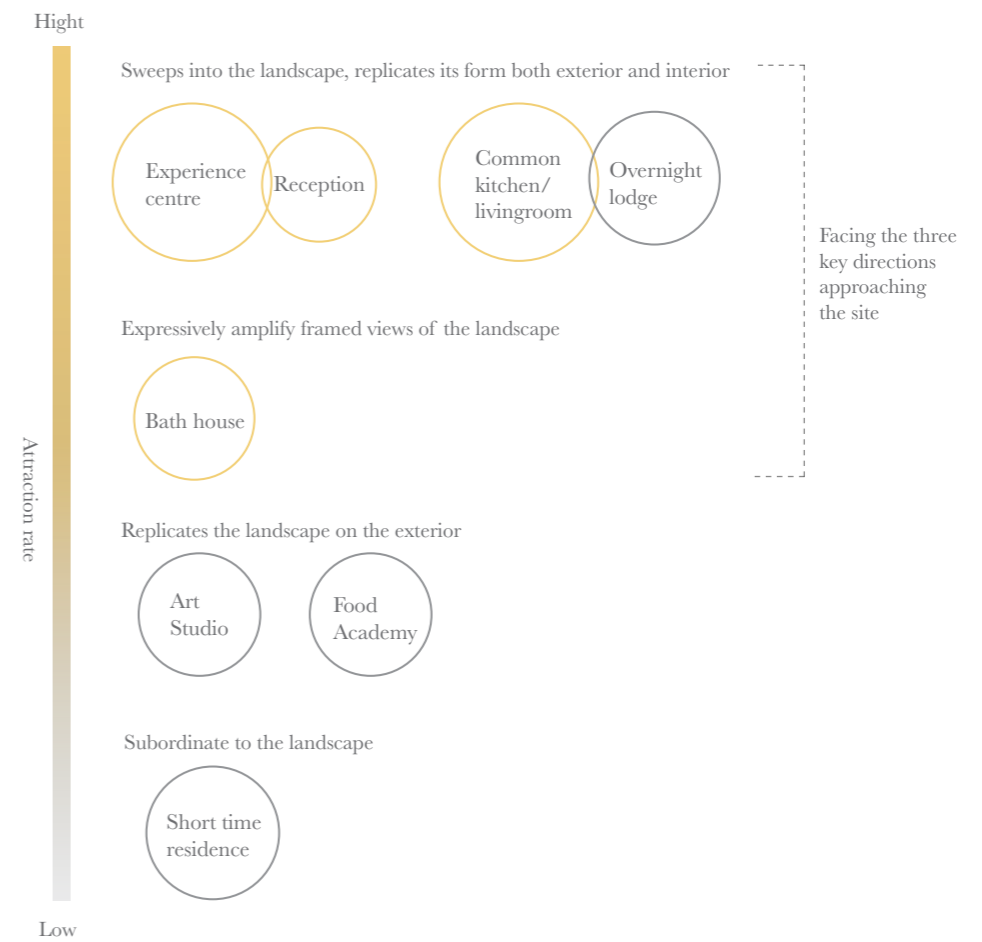 Hight
Sweeps into the landscape, replicates its form both exterior and interior
Experience
centre
Reception
Common
kitchen/
livingroom
Overnight
lodge
Facing the three
key directions
approaching
the site
Expressively amplify framed views of the landscape
Bath house
Attraction rate
Replicates the landscape on the exterior
Art
Studio
Food
Academy
Subordinate to the landscape
Short time
residence
Low